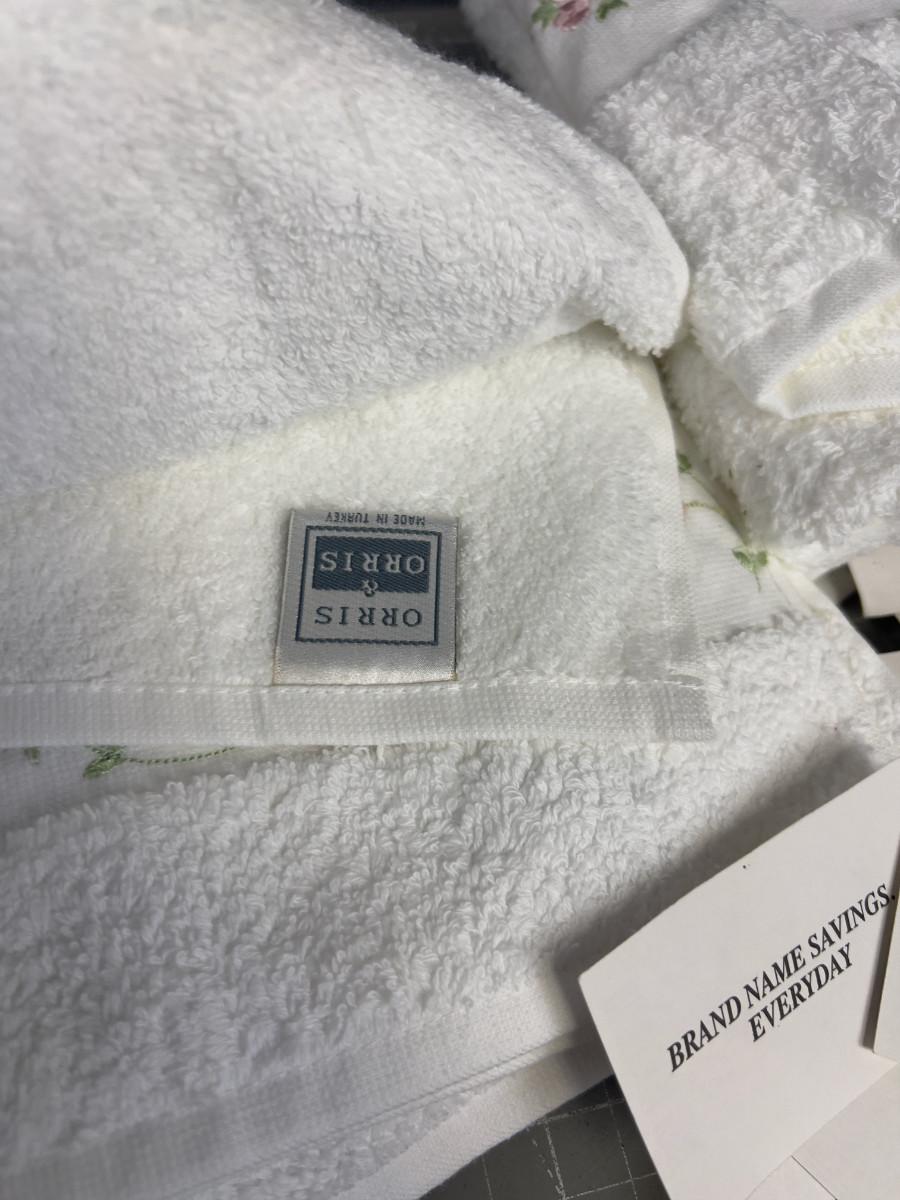 ORRIS
&
ORRIS
MADE IN TURKEY
BRAND NAME SAVINGS.
EVERYDAY